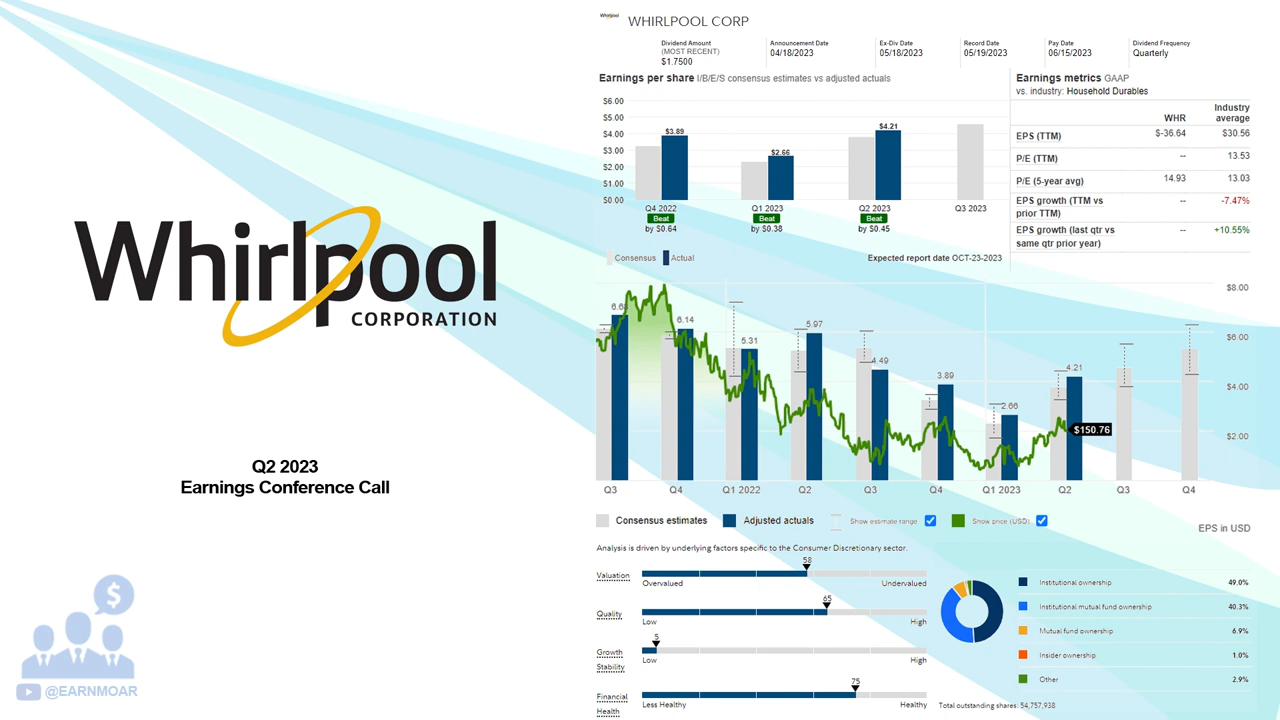 Whirlpool
CORPORATION
Q2 2023
Earnings Conference Call
$
@EARNMOAR
Whirlpool
WHIRLPOOL CORP
Dividend Amount
(MOST RECENT)
$1.7500
Announcement Date
04/18/2023
Ex-Div Date
05/18/2023
Record Date
05/19/2023
Pay Date
06/15/2023
Dividend Frequency
Quarterly
Earnings per share I/B/E/S consensus estimates vs adjusted actuals
$6.00
$5.00
$4.00
$3.00
$2.00
$1.00
$0.00
$3.89
$2.66
$4.21
Q4 2022
Q1 2023
Q2 2023
Q3 2023
Beat
Beat
Beat
by $0.64
by $0.38
by $0.45
Consensus
Actual
Expected report date OCT-23-2023
Earnings metrics GAAP
vs. industry: Household Durables
WHR
Industry
average
EPS (TTM) $-36.64 $30.56
P/E (TTM) -- 13.53
P/E (5-year avg) 14.93 13.03
EPS growth (TTM vs
prior TTM) -- -7.47%
EPS growth (last qtr vs
same qtr prior year) -- +10.55%
$8.00
$6.00
$4.00
$2.00
6.68
6.14
5.31
5.97
4.49
3.89
2.66
4.21
$150.76
Q3 Q4 Q1 2022 Q2 Q3 Q4 Q1 2023 Q2 Q3 Q4
Consensus estimates
Adjusted actuals
Show estimate range
Show price (USD)
EPS in USD
Analysis is driven by underlying factors specific to the Consumer Discretionary sector.
58
Valuation
Overvalued
Undervalued
65
Quality
Low
High
5
Growth
Stability
Low
High
75
Financial
Health
Less Healthy
Healthy
Institutional ownership 49.0%
Institutional mutual fund ownership 40.3%
Mutual fund ownership 6.9%
Insider ownership 1.0%
Other 2.9%
Total outstanding shares: 54,757,938